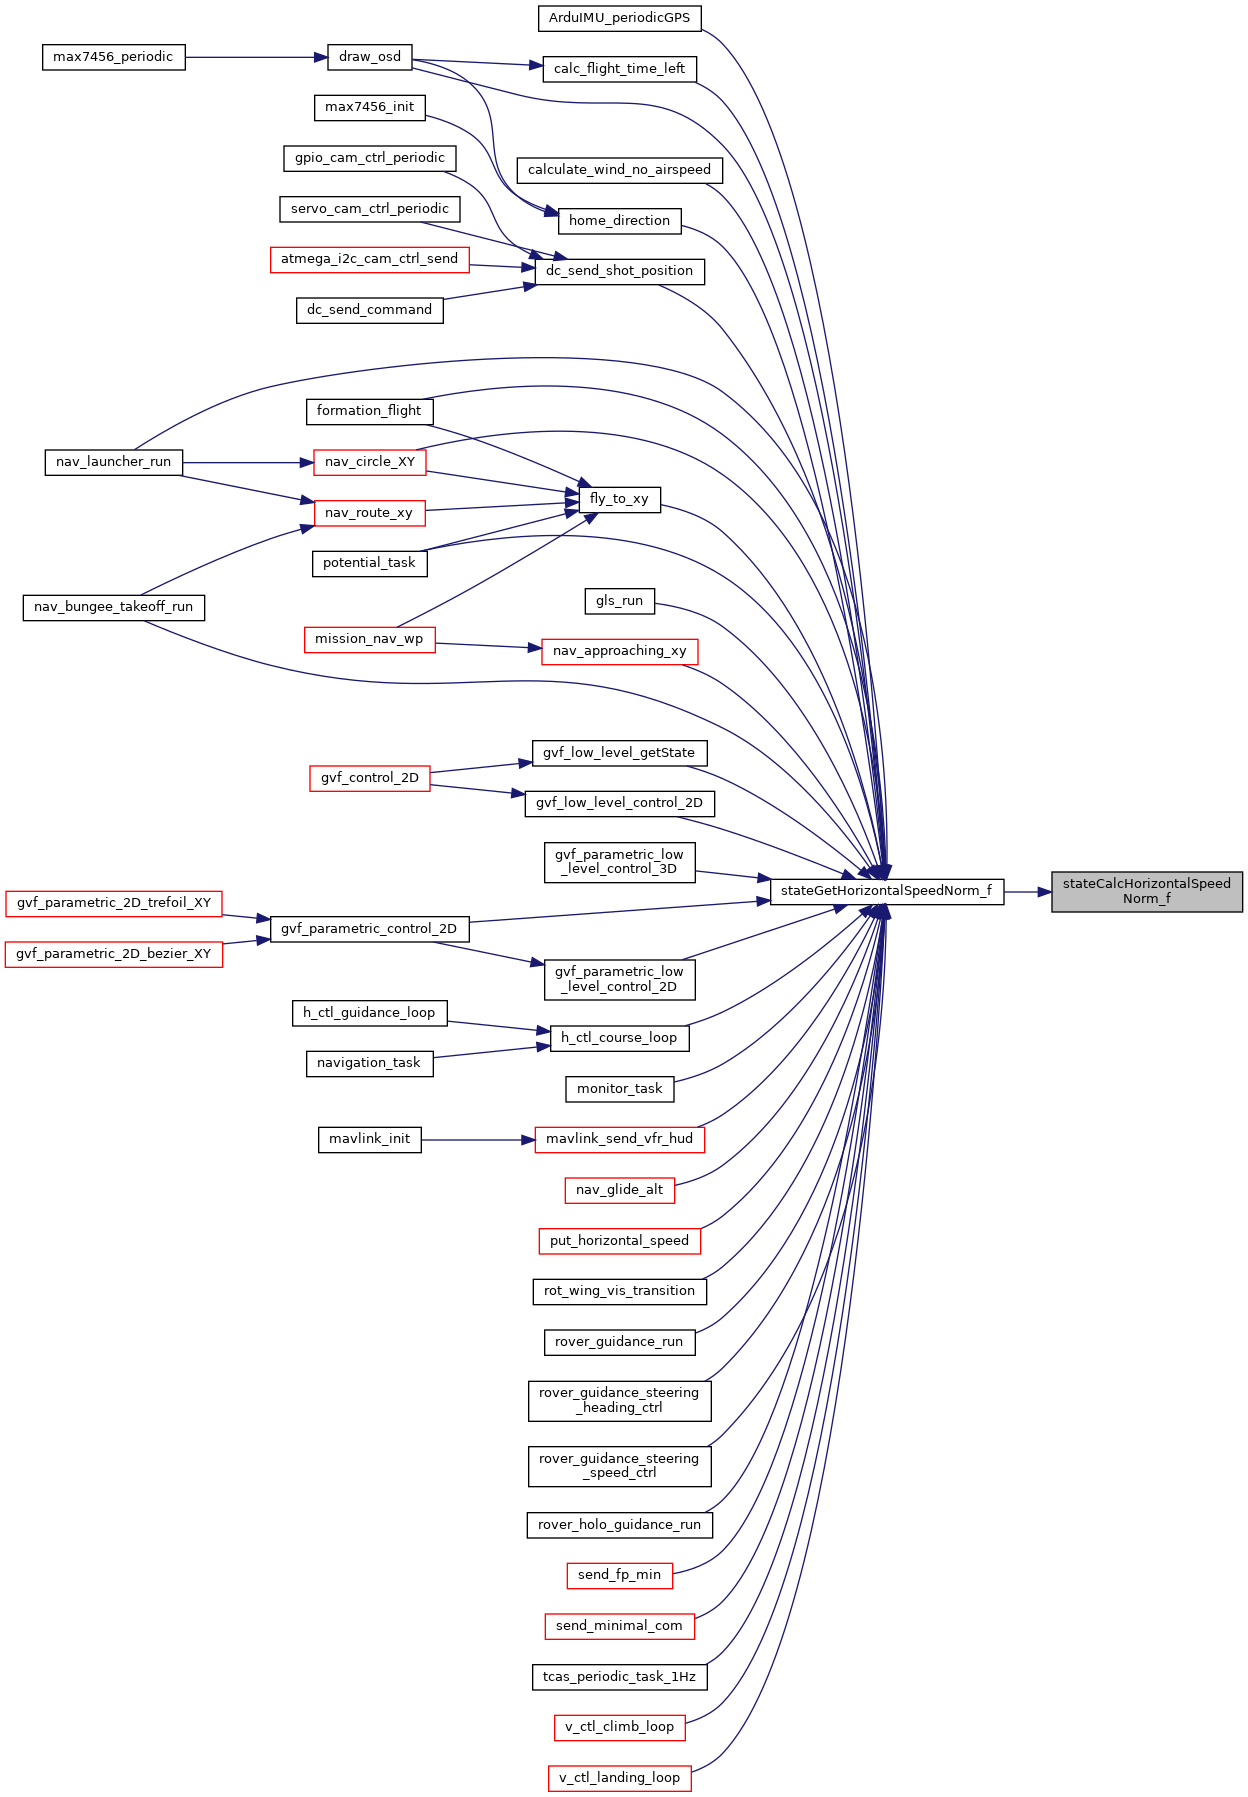 ArduIMU_periodicGPS
max7456_periodic
draw_osd
calc_flight_time_left
max7456_init
gpio_cam_ctrl_periodic
calculate_wind_no_airspeed
servo_cam_ctrl_periodic
home_direction
atmega_i2c_cam_ctrl_send
dc_send_shot_position
dc_send_command
formation_flight
nav_launcher_run
nav_circle_XY
fly_to_xy
nav_route_xy
potential_task
gls_run
nav_bungee_takeoff_run
mission_nav_wp
nav_approaching_xy
gvf_low_level_getState
gvf_control_2D
gvf_low_level_control_2D
gvf_parametric_low
_level_control_3D
stateGetHorizontalSpeedNorm_f
stateCalcHorizontalSpeed
Norm_f
gvf_parametric_2D_trefoil_XY
gvf_parametric_control_2D
gvf_parametric_2D_bezier_XY
gvf_parametric_low
_level_control_2D
h_ctl_guidance_loop
h_ctl_course_loop
navigation_task
monitor_task
mavlink_init
mavlink_send_vfr_hud
nav_glide_alt
put_horizontal_speed
rot_wing_vis_transition
rover_guidance_run
rover_guidance_steering
_heading_ctrl
rover_guidance_steering
_speed_ctrl
rover_holo_guidance_run
send_fp_min
send_minimal_com
tcas_periodic_task_1Hz
v_ctl_climb_loop
v_ctl_landing_loop